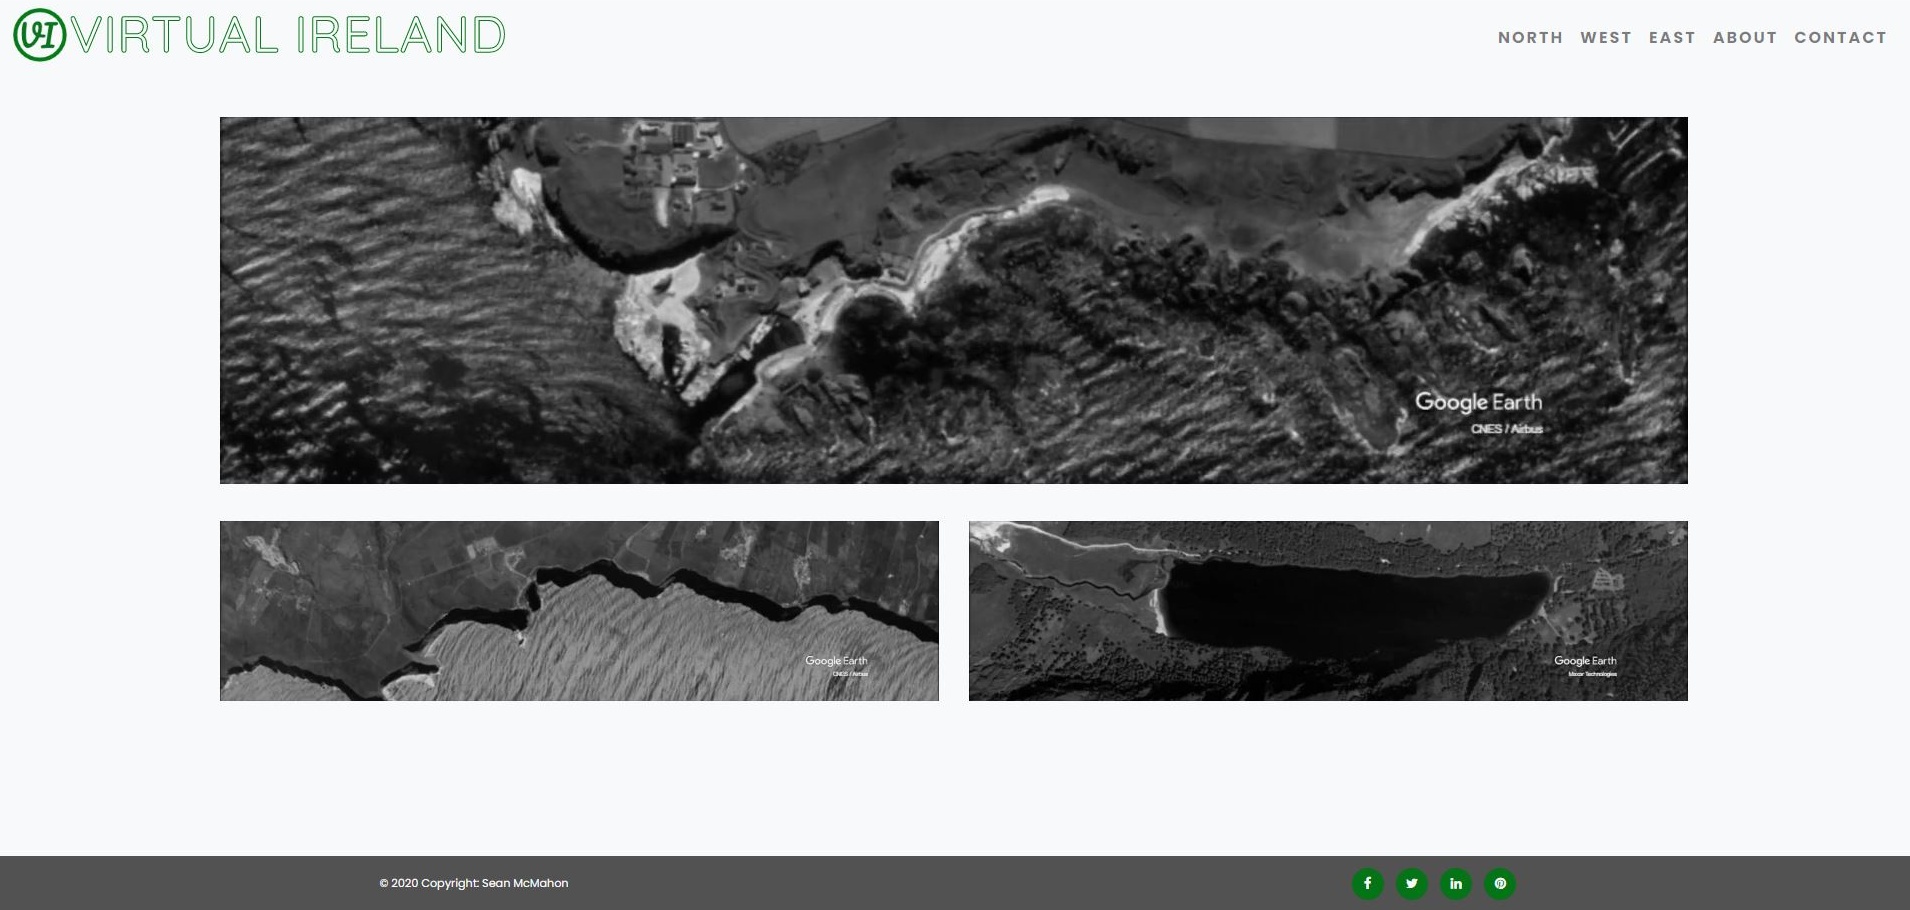 VI VIRTUAL IRELAND
NORTH WEST EAST ABOUT CONTACT
Google Earth
CNES / Airbus
Google Earth
CNES / Airbus
Google Earth
Maxar Technologies
© 2020 Copyright: Sean McMahon